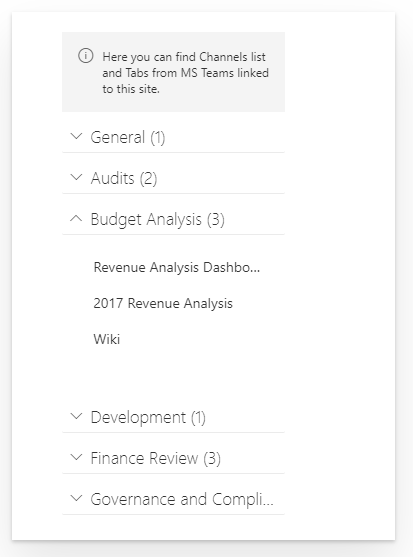 Here you can find Channels list
and Tabs from MS Teams linked
to this site.
General (1)
Audits (2)
Budget Analysis (3)
Revenue Analysis Dashbo...
2017 Revenue Analysis
Wiki
Development (1)
Finance Review (3)
Governance and Compli...